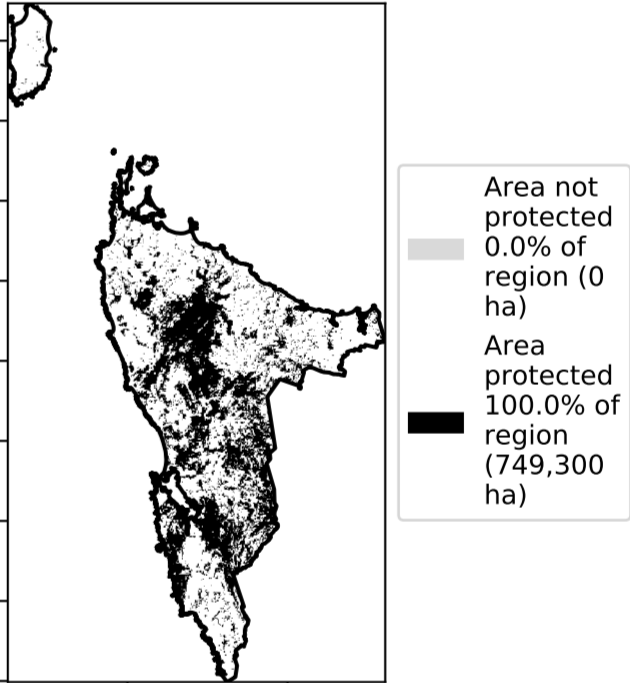 Area not
protected
0.0% of
region (0
ha)
Area
protected
100.0% of
region
(749,300
ha)